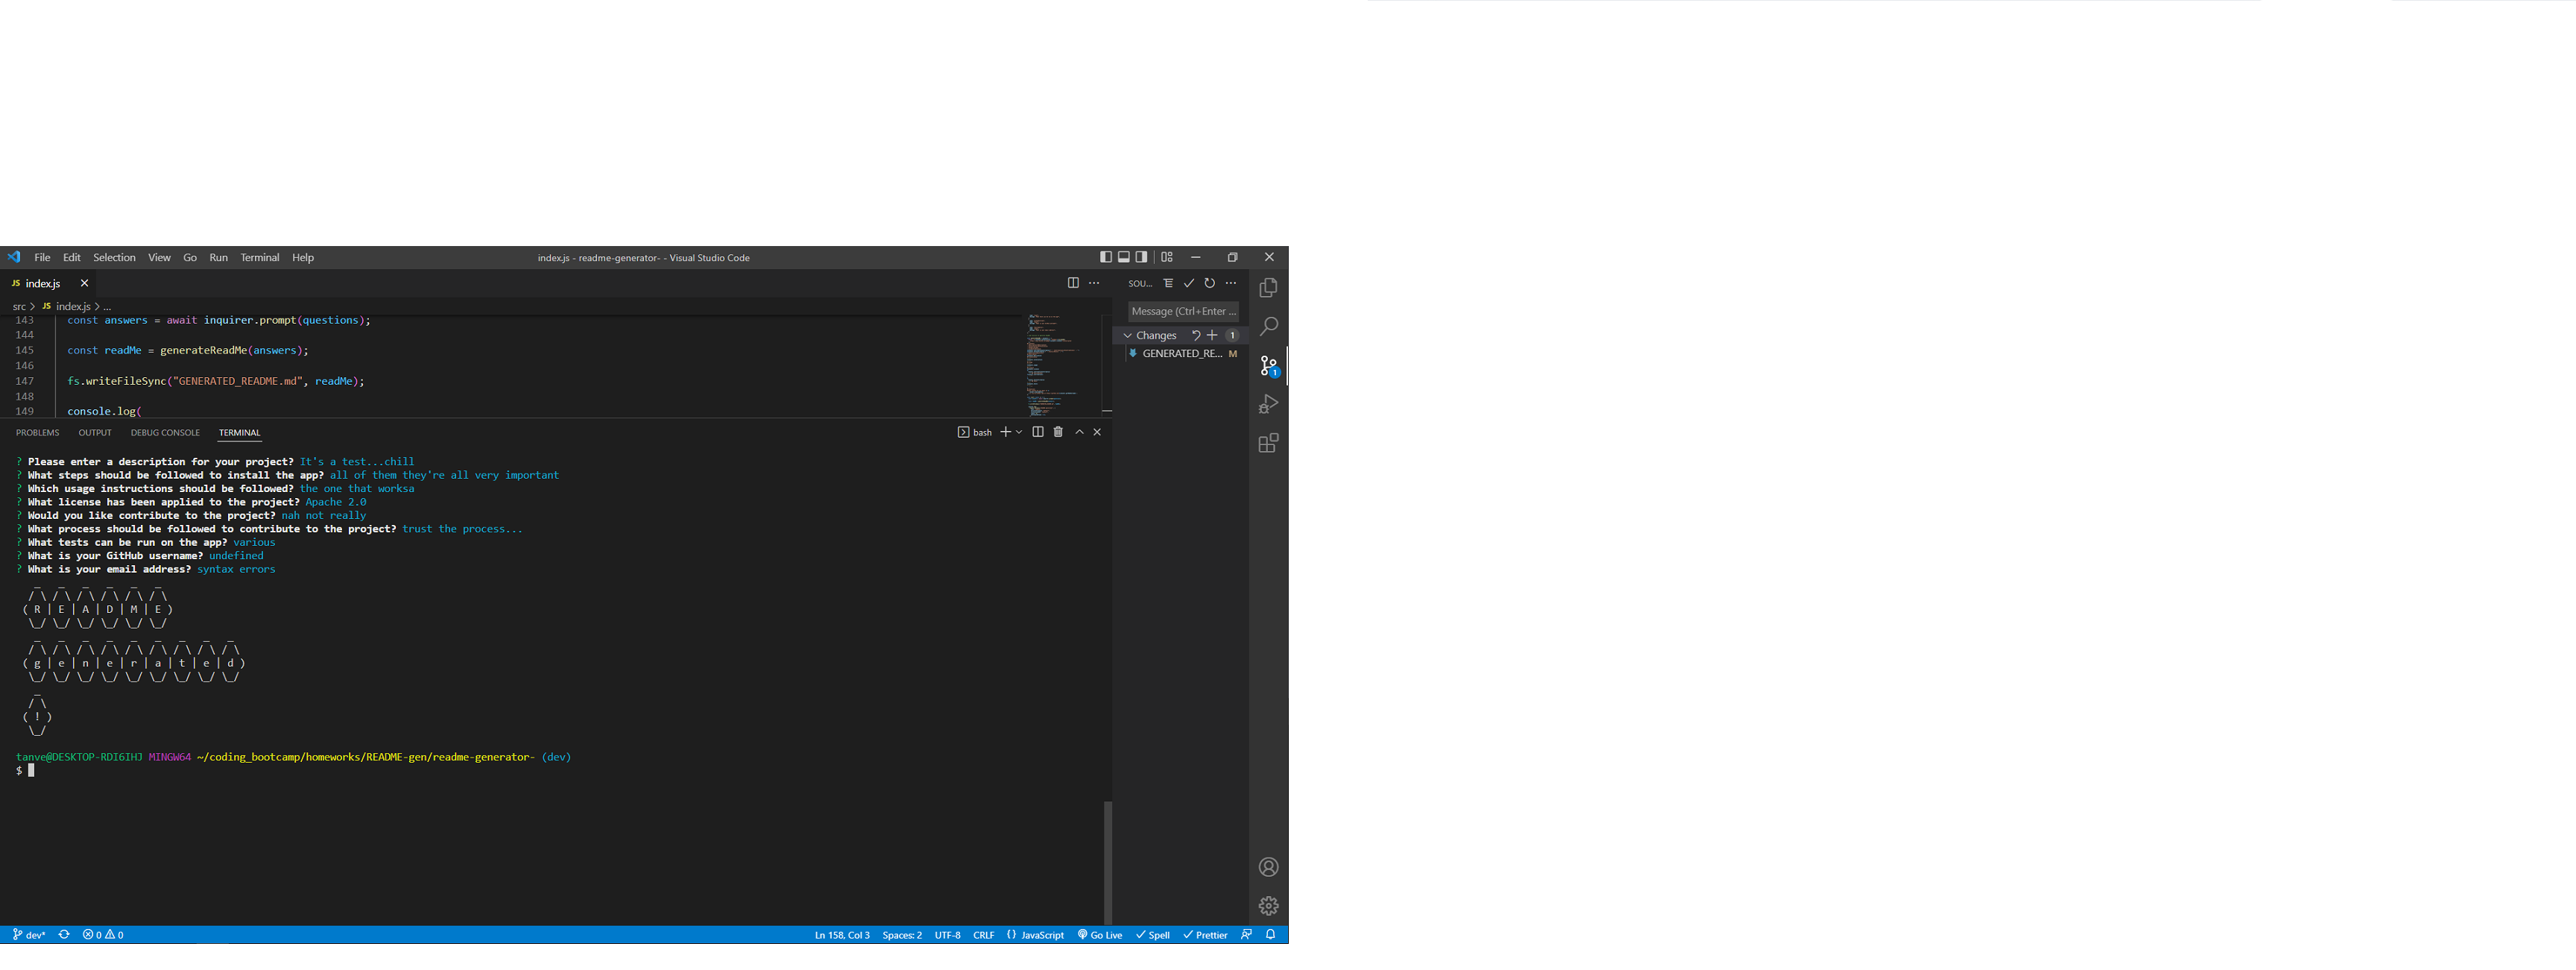 File Edit Selection View Go Run Terminal Help index.js - readme-generator- - Visual Studio Code
JS index.js
src > JS index.js > ...
143 const answers = await inquirer.prompt(questions);
144
145 const readMe = generateReadMe(answers);
146
147 fs.writeFileSync("GENERATED_README.md", readMe);
148
149 console.log(
SOU...
Message (Ctrl+Enter ...
Changes 1
GENERATED_RE... M
1
PROBLEMS OUTPUT DEBUG CONSOLE TERMINAL bash
? Please enter a description for your project? It's a test...chill
? What steps should be followed to install the app? all of them they're all very important
? Which usage instructions should be followed? the one that worksa
? What license has been applied to the project? Apache 2.0
? Would you like contribute to the project? nah not really
? What process should be followed to contribute to the project? trust the process...
? What tests can be run on the app? various
? What is your GitHub username? undefined
? What is your email address? syntax errors
  _   _   _   _   _   _
 / \ / \ / \ / \ / \ / \
( R | E | A | D | M | E )
 \_/ \_/ \_/ \_/ \_/ \_/
  _   _   _   _   _   _   _   _   _
 / \ / \ / \ / \ / \ / \ / \ / \ / \
( g | e | n | e | r | a | t | e | d )
 \_/ \_/ \_/ \_/ \_/ \_/ \_/ \_/ \_/
  _
 / \
( ! )
 \_/
tanve@DESKTOP-RDI6IHJ MINGW64 ~/coding_bootcamp/homeworks/README-gen/readme-generator- (dev)
$
dev* 0 0 Ln 158, Col 3 Spaces: 2 UTF-8 CRLF {} JavaScript Go Live Spell Prettier